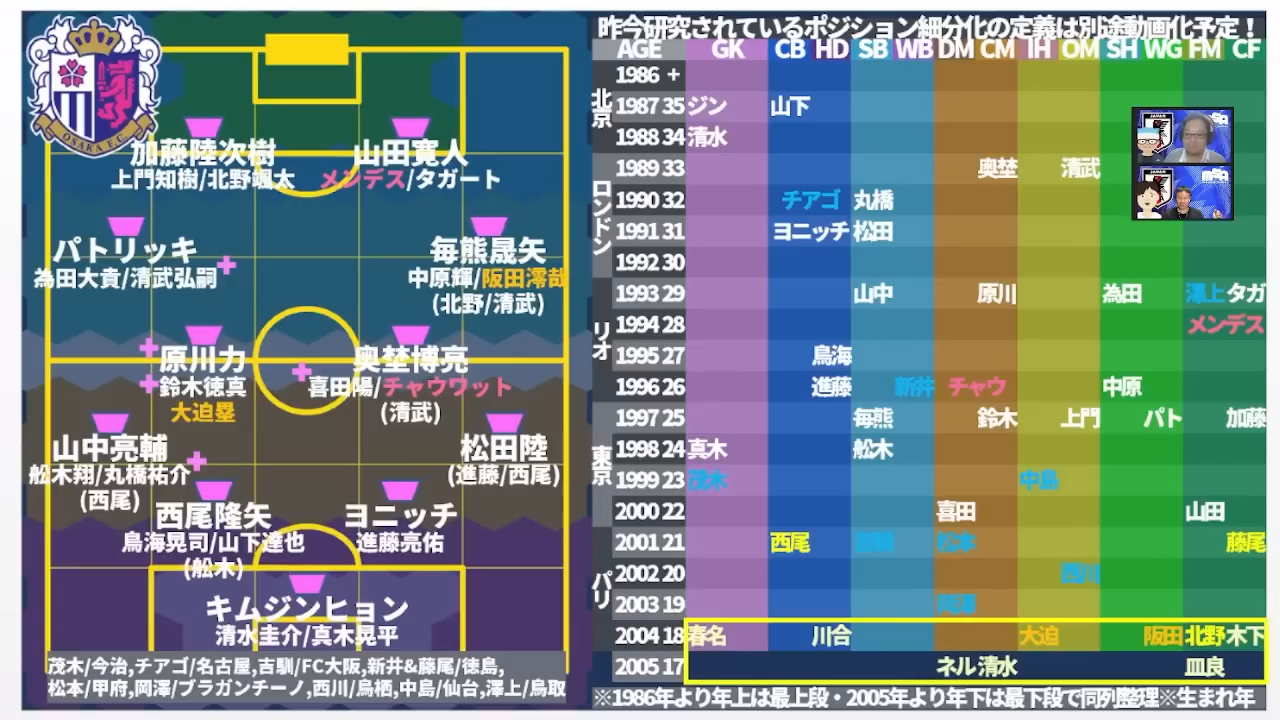 OSAKA F.C.
加藤陸次樹
上門知樹/北野颯太
山田寛人
メンデス/タガート
パトリッキ
為田大貴/清武弘嗣
毎熊晟矢
中原輝/阪田澪哉
(北野/清武)
原川力
鈴木徳真
大迫塁
奥埜博亮
喜田陽/チャウワット
(清武)
山中亮輔
舩木翔/丸橋祐介
(西尾)
松田陸
(進藤/西尾)
西尾隆矢
鳥海晃司/山下達也
(舩木)
ヨニッチ
進藤亮佑
キムジンヒョン
清水圭介/真木晃平
茂木/今治,チアゴ/名古屋,吉馴/FC大阪,新井&藤尾/徳島,
松本/甲府,岡澤/ブラガンチーノ,西川/鳥栖,中島/仙台,澤上/鳥取
昨今研究されているポジション細分化の定義は別途動画化予定！
AGE GK CB HD SB WB DM CM IH OM SH WG FM CF
北京
ロンドン
リオ
東京
パリ
1986 +
1987 35 ジン 山下
1988 34 清水
1989 33 奥埜 清武
1990 32 チアゴ 丸橋
1991 31 ヨニッチ 松田
1992 30
1993 29 山中 原川 為田 澤上 タガ
1994 28 メンデス
1995 27 鳥海
1996 26 進藤 新井 チャウ 中原
1997 25 毎熊 鈴木 上門 パト 加藤
1998 24 真木 舩木
1999 23 茂木 中島
2000 22 喜田 山田
2001 21 西尾 吉馴 松本 藤尾
2002 20 西川
2003 19 岡澤
2004 18 春名 川合 大迫 阪田 北野 木下
2005 17 ネル 清水 皿良
※1986年より年上は最上段・2005年より年下は最下段で同列整理※生まれ年